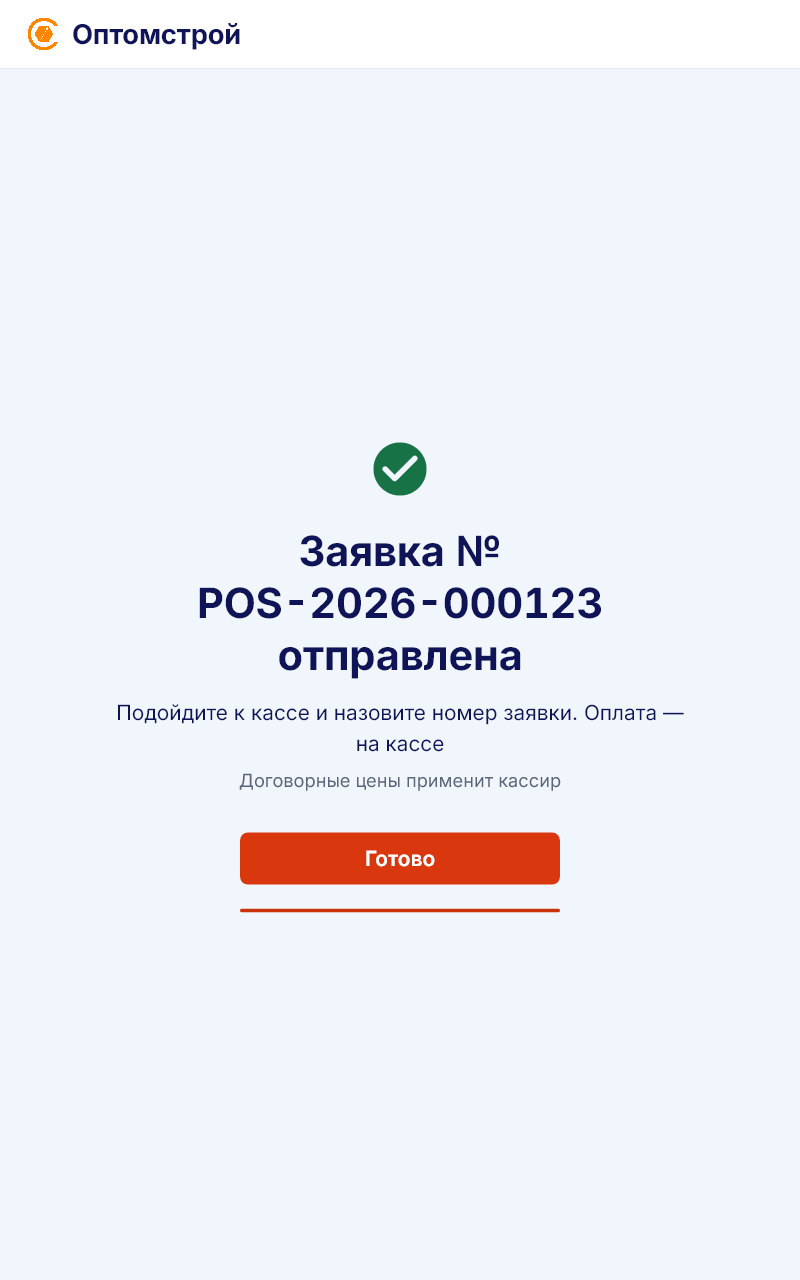 Оптомстрой
Заявка №
POS-2026-000123
отправлена
Подойдите к кассе и назовите номер заявки. Оплата —
на кассе
Договорные цены применит кассир
Готово